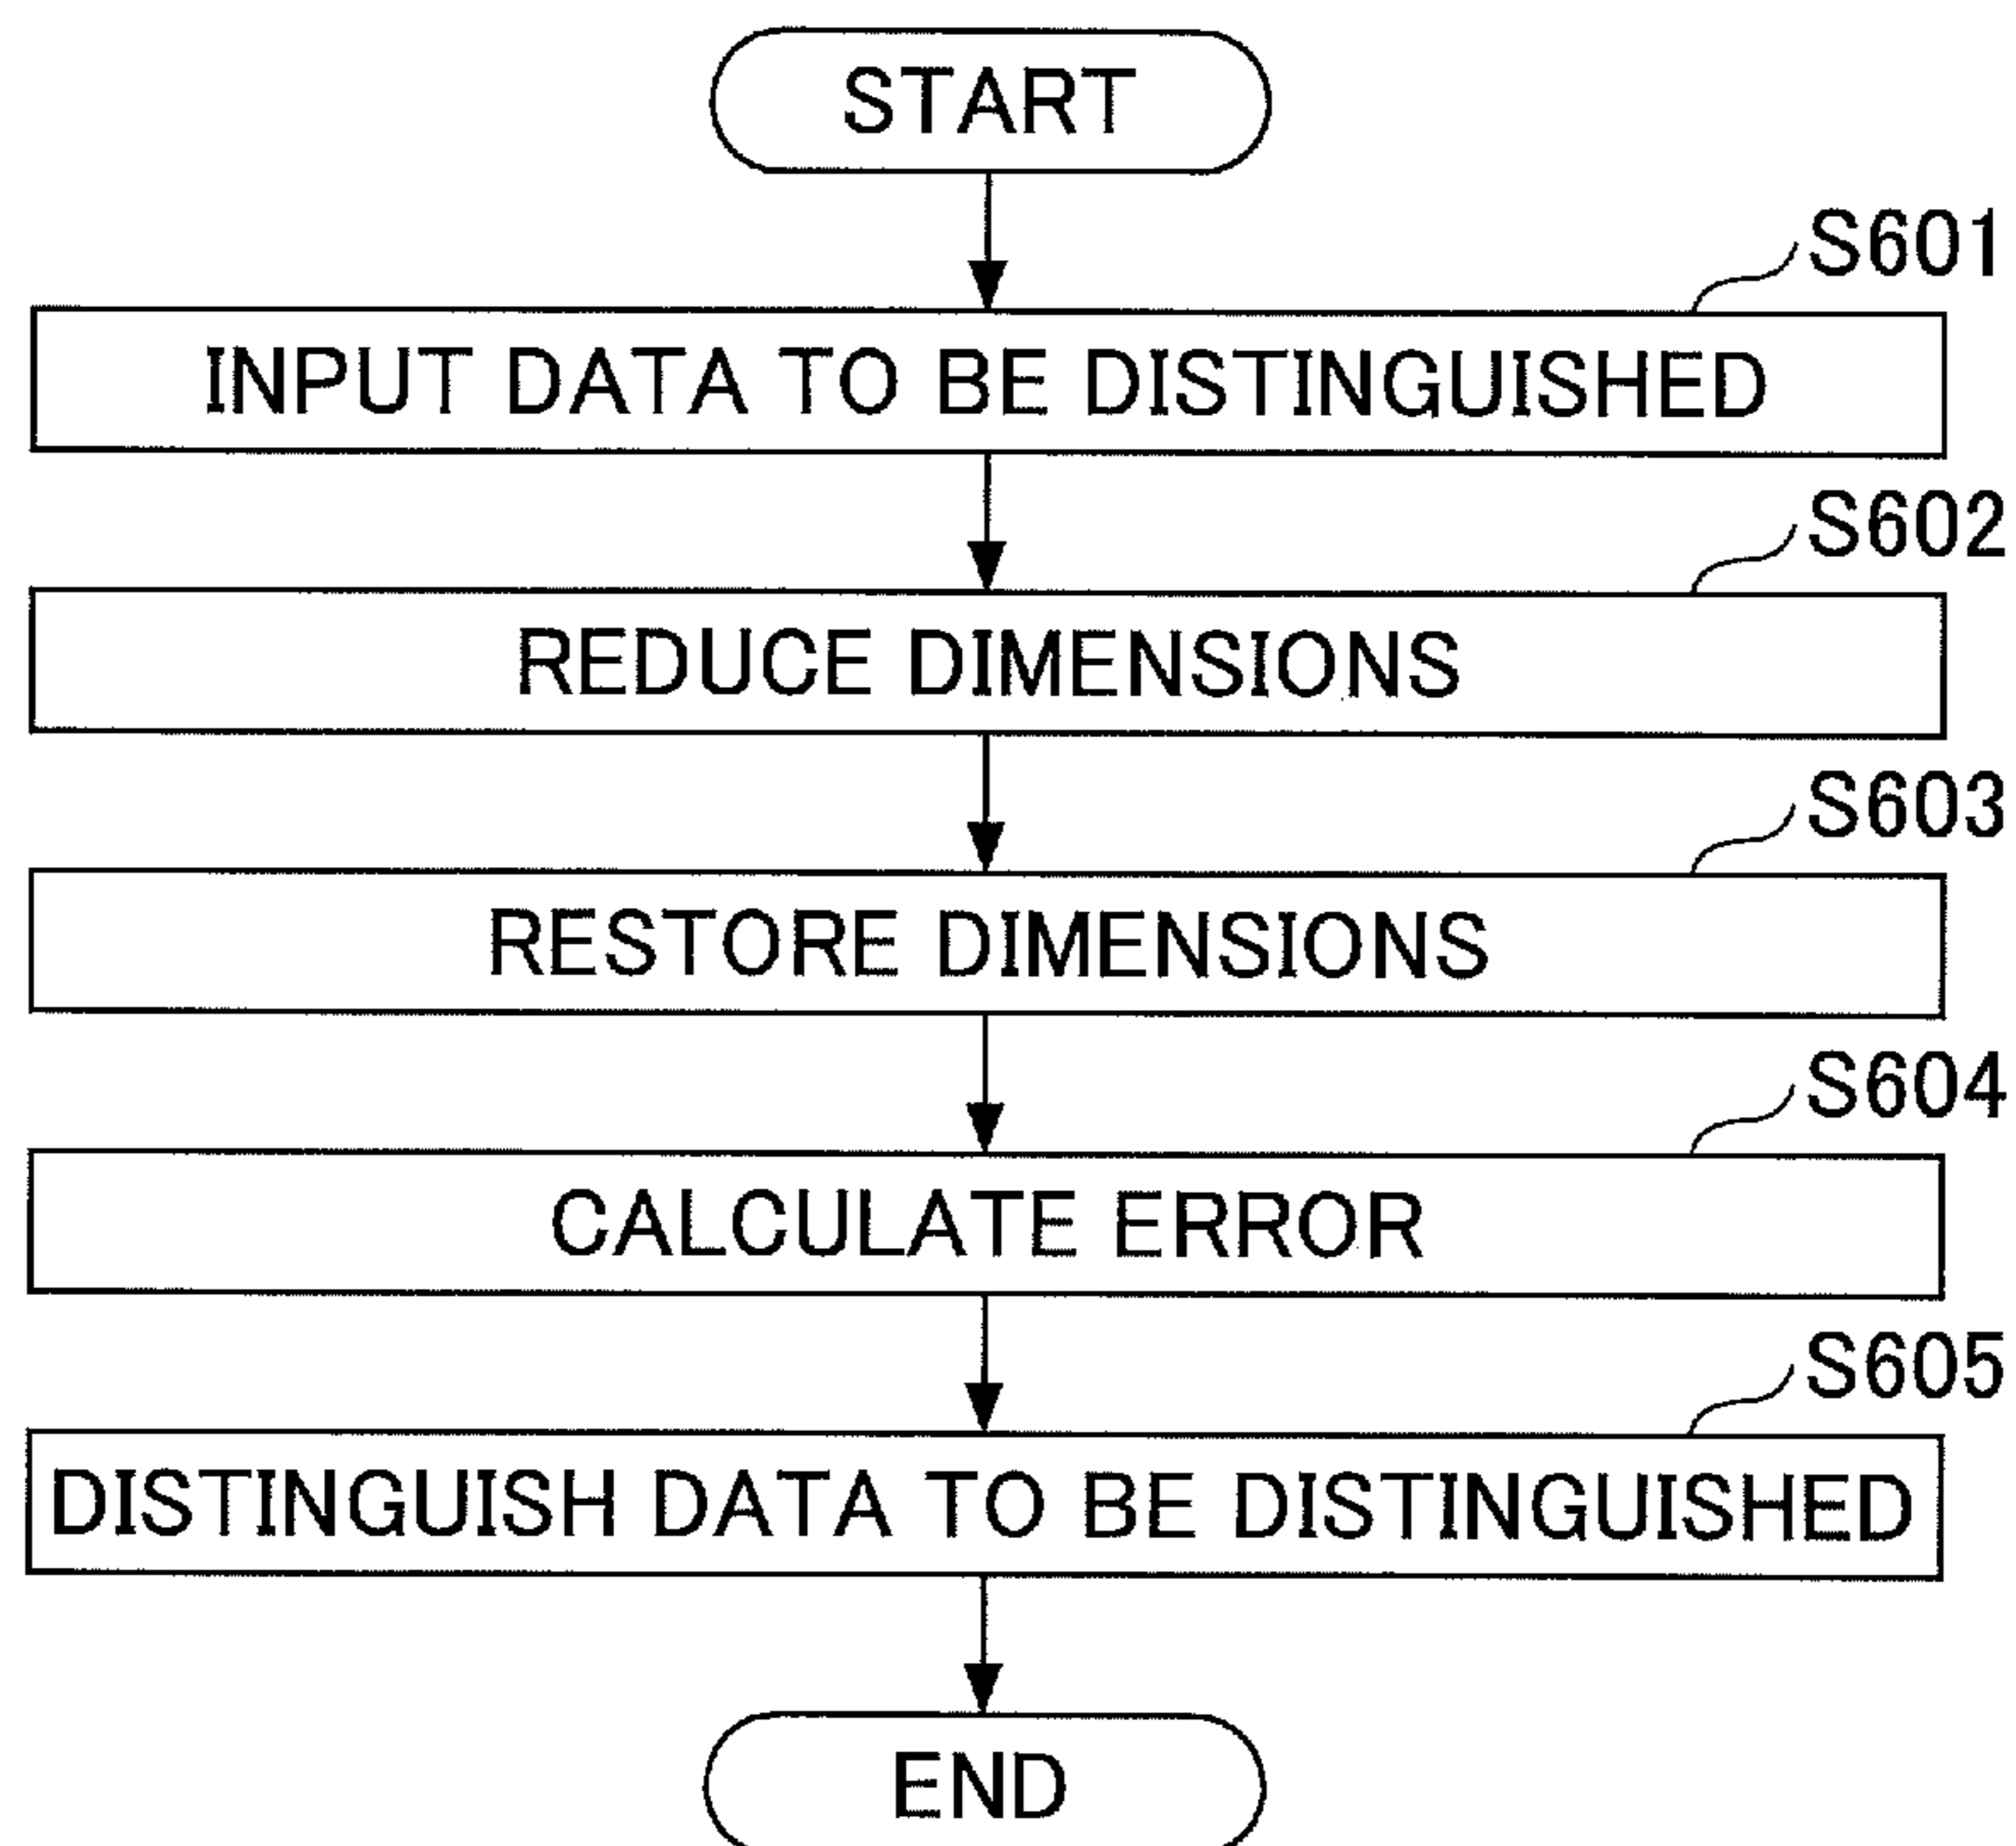 START
S601
INPUT DATA TO BE DISTINGUISHED
S602
REDUCE DIMENSIONS
S603
RESTORE DIMENSIONS
S604
CALCULATE ERROR
S605
DISTINGUISH DATA TO BE DISTINGUISHED
END